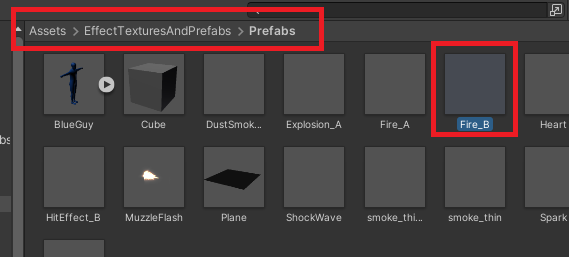 Assets > EffectTexturesAndPrefabs > Prefabs
BlueGuy Cube DustSmok... Explosion_A Fire_A Fire_B Heart
HitEffect_B MuzzleFlash Plane ShockWave smoke_thi... smoke_thin Spark